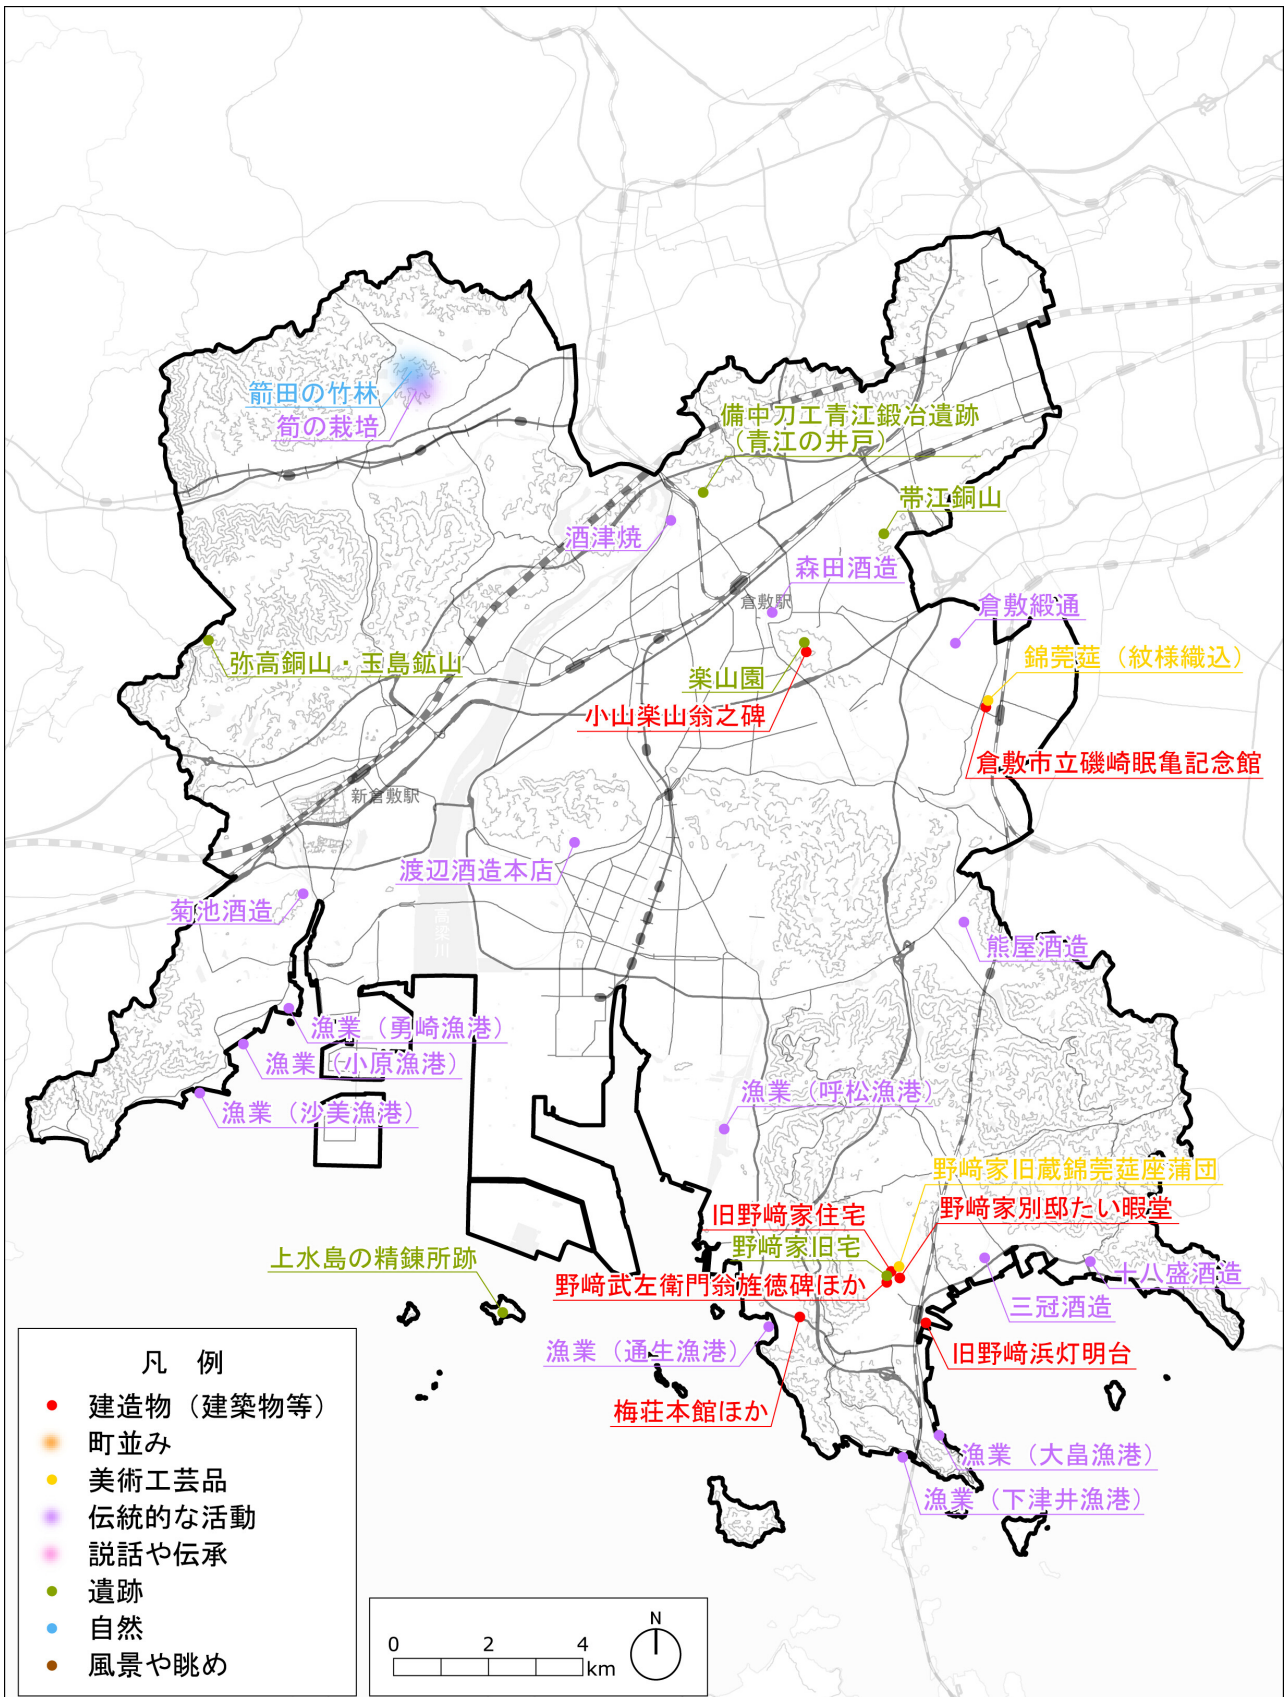 箭田の竹林
筍の栽培
備中刀工青江鍛冶遺跡
（青江の井戸）
帯江銅山
酒津焼
森田酒造
倉敷駅
倉敷緞通
弥高銅山・玉島鉱山
錦莞莚（紋様織込）
楽山園
小山楽山翁之碑
倉敷市立磯崎眠亀記念館
新倉敷駅
渡辺酒造本店
菊池酒造
高梁川
熊屋酒造
漁業（勇崎漁港）
漁業（小原漁港）
漁業（沙美漁港）
漁業（呼松漁港）
野﨑家旧蔵錦莞莚座蒲団
旧野﨑家住宅
野﨑家別邸たい暇堂
野﨑家旧宅
上水島の精錬所跡
野﨑武左衛門翁旌徳碑ほか
十八盛酒造
三冠酒造
漁業（通生漁港）
旧野﨑浜灯明台
梅荘本館ほか
漁業（大畠漁港）
漁業（下津井漁港）
凡 例
建造物（建築物等）
町並み
美術工芸品
伝統的な活動
説話や伝承
遺跡
自然
風景や眺め
0 2 4
km
N